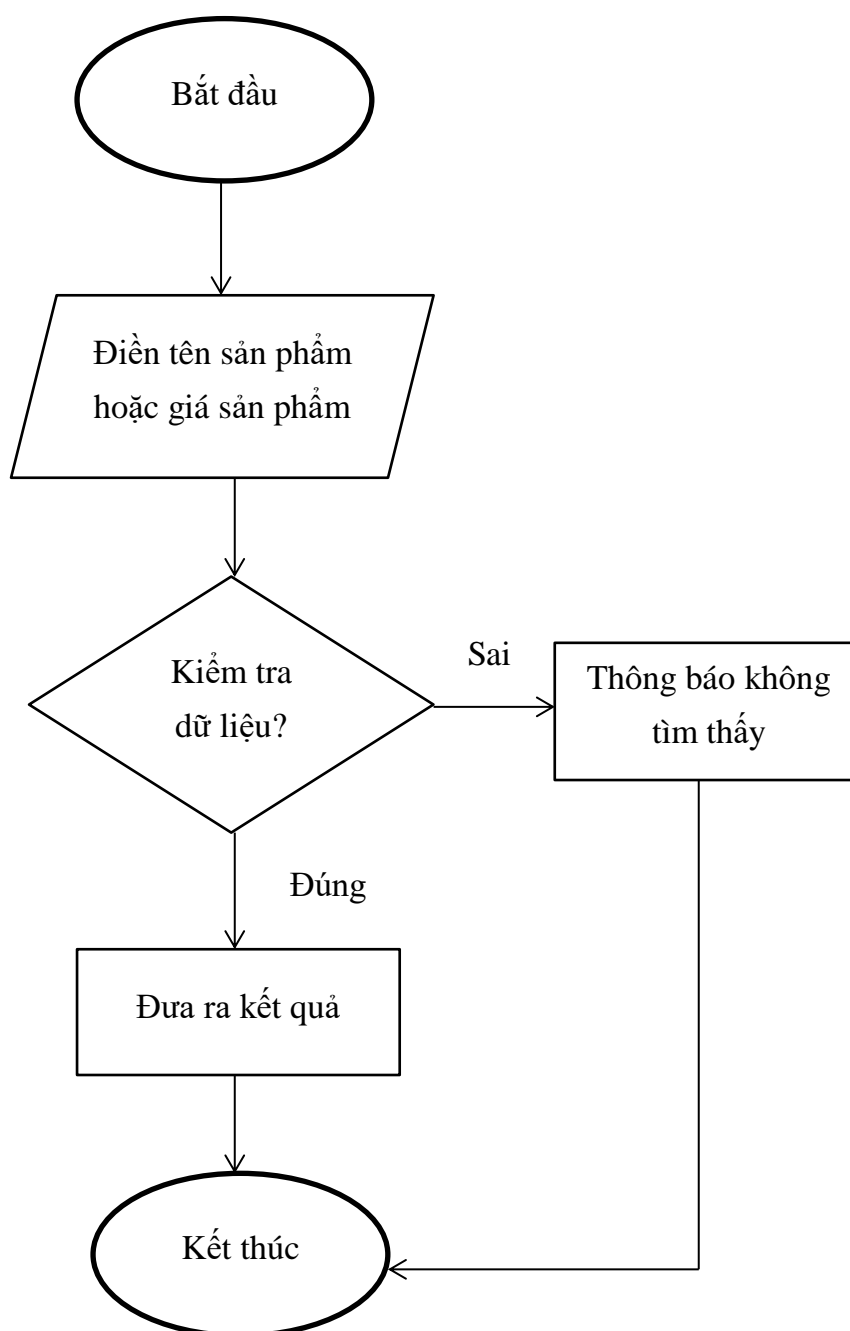 Bắt đầu
Điền tên sản phẩm
hoặc giá sản phẩm
Kiểm tra
dữ liệu?
Sai
Thông báo không
tìm thấy
Đúng
Đưa ra kết quả
Kết thúc